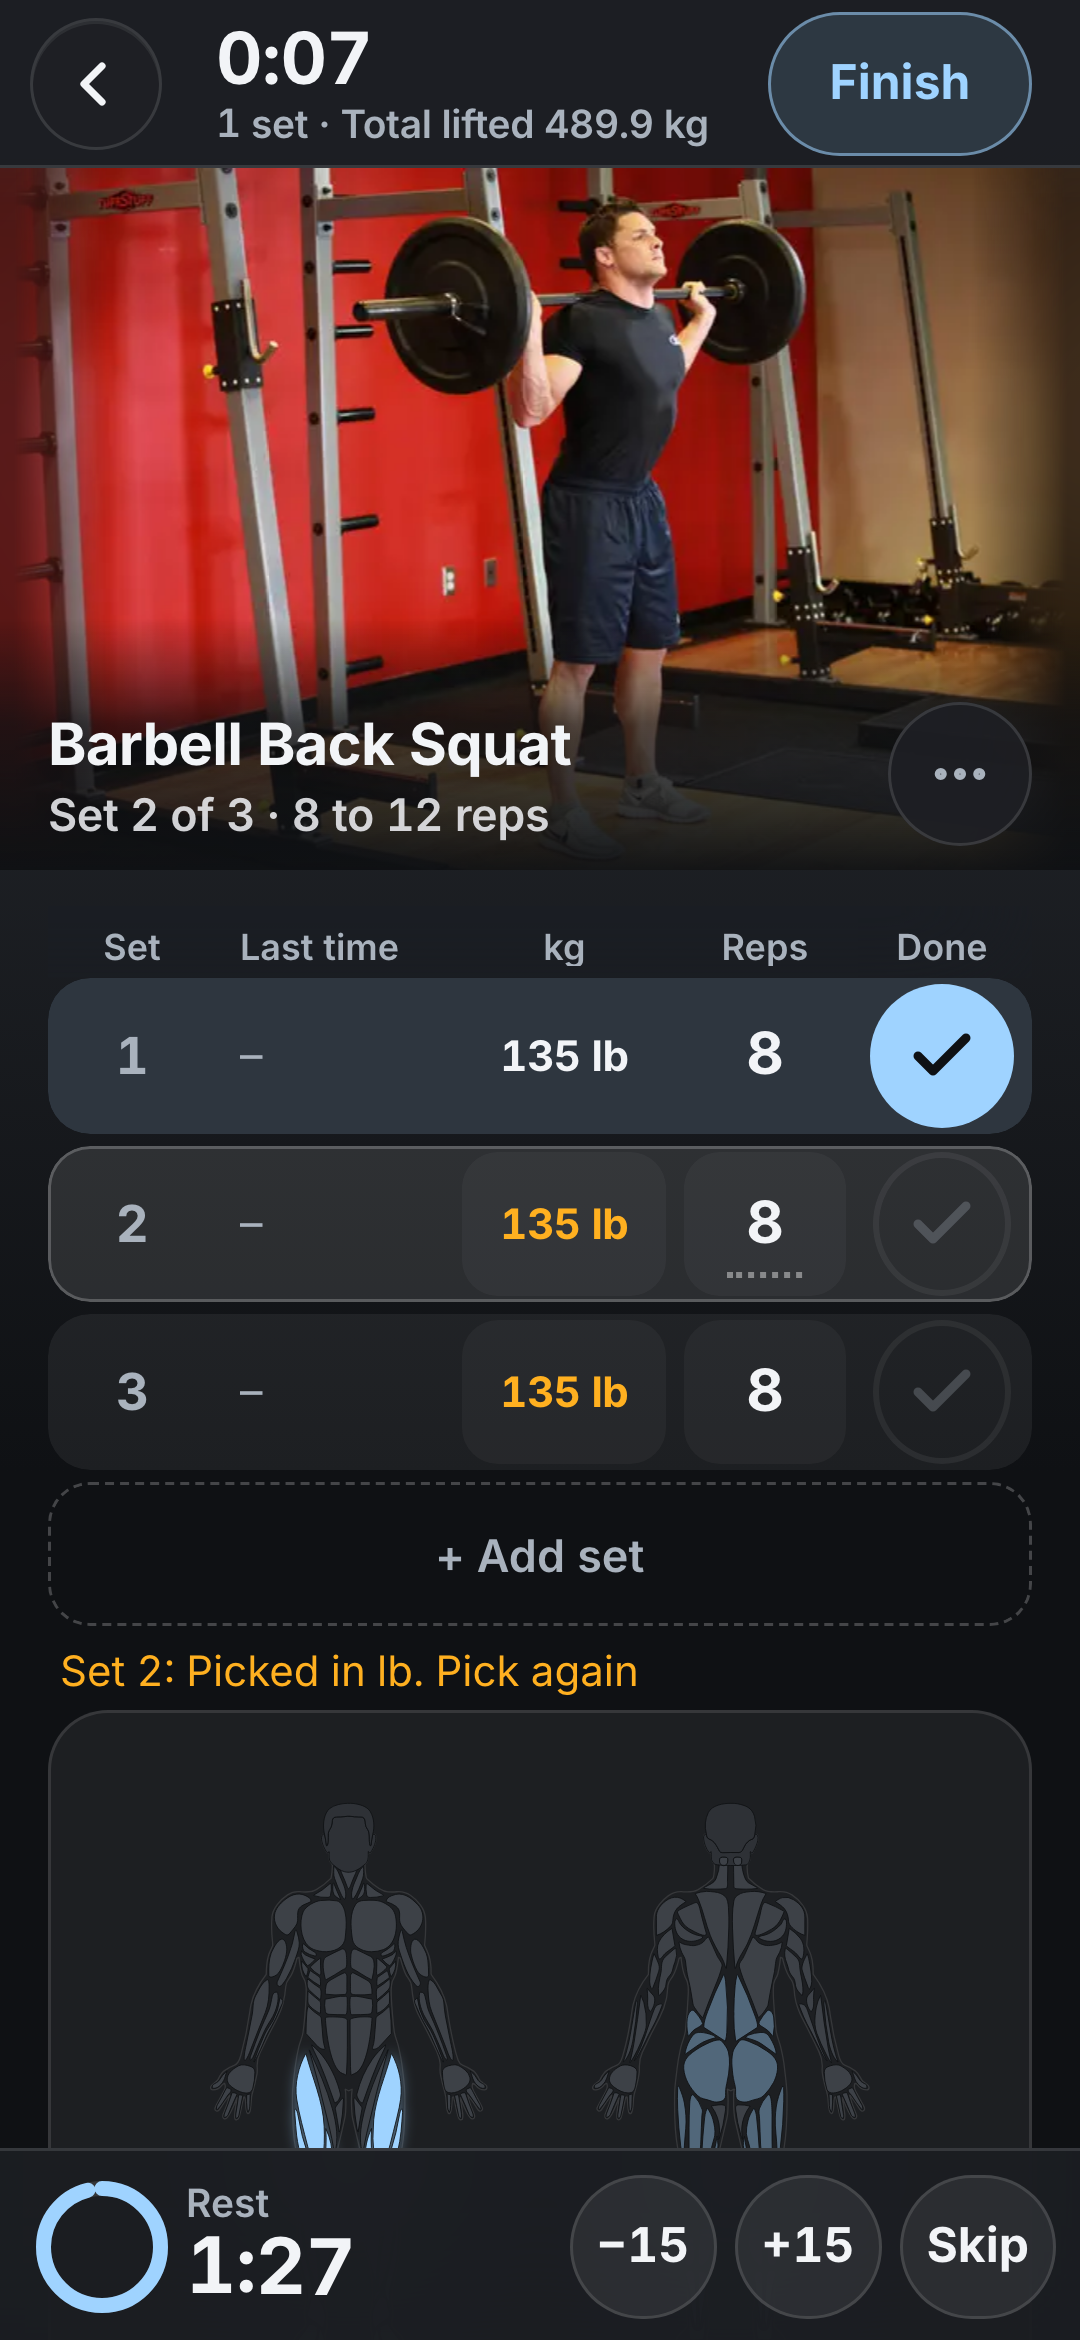 0:07
Finish
1 set · Total lifted 489.9 kg
Barbell Back Squat
Set 2 of 3 · 8 to 12 reps
Set Last time kg Reps Done
1 – 135 lb 8
2 – 135 lb 8
3 – 135 lb 8
+ Add set
Set 2: Picked in lb. Pick again
Rest
1:27
−15 +15 Skip